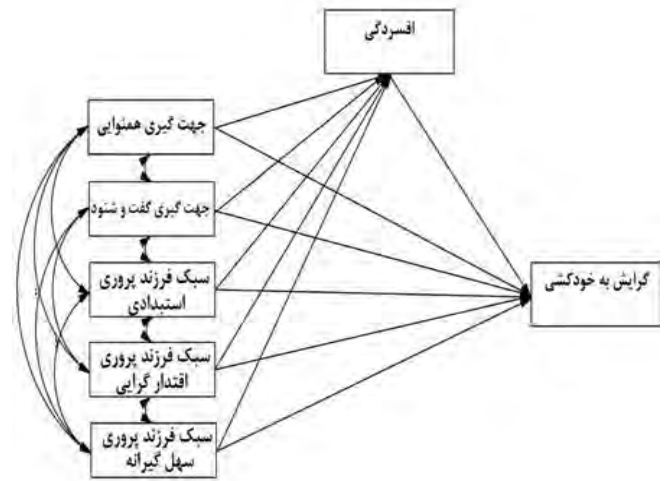 افسردگی
جهت گیری همنوایی
جهت گیری گفت و شنود
سبک فرزند پروری
استبدادی
گرایش به خودکشی
سبک فرزند پروری
اقتدار گرایی
سبک فرزند پروری
سهل گیرانه